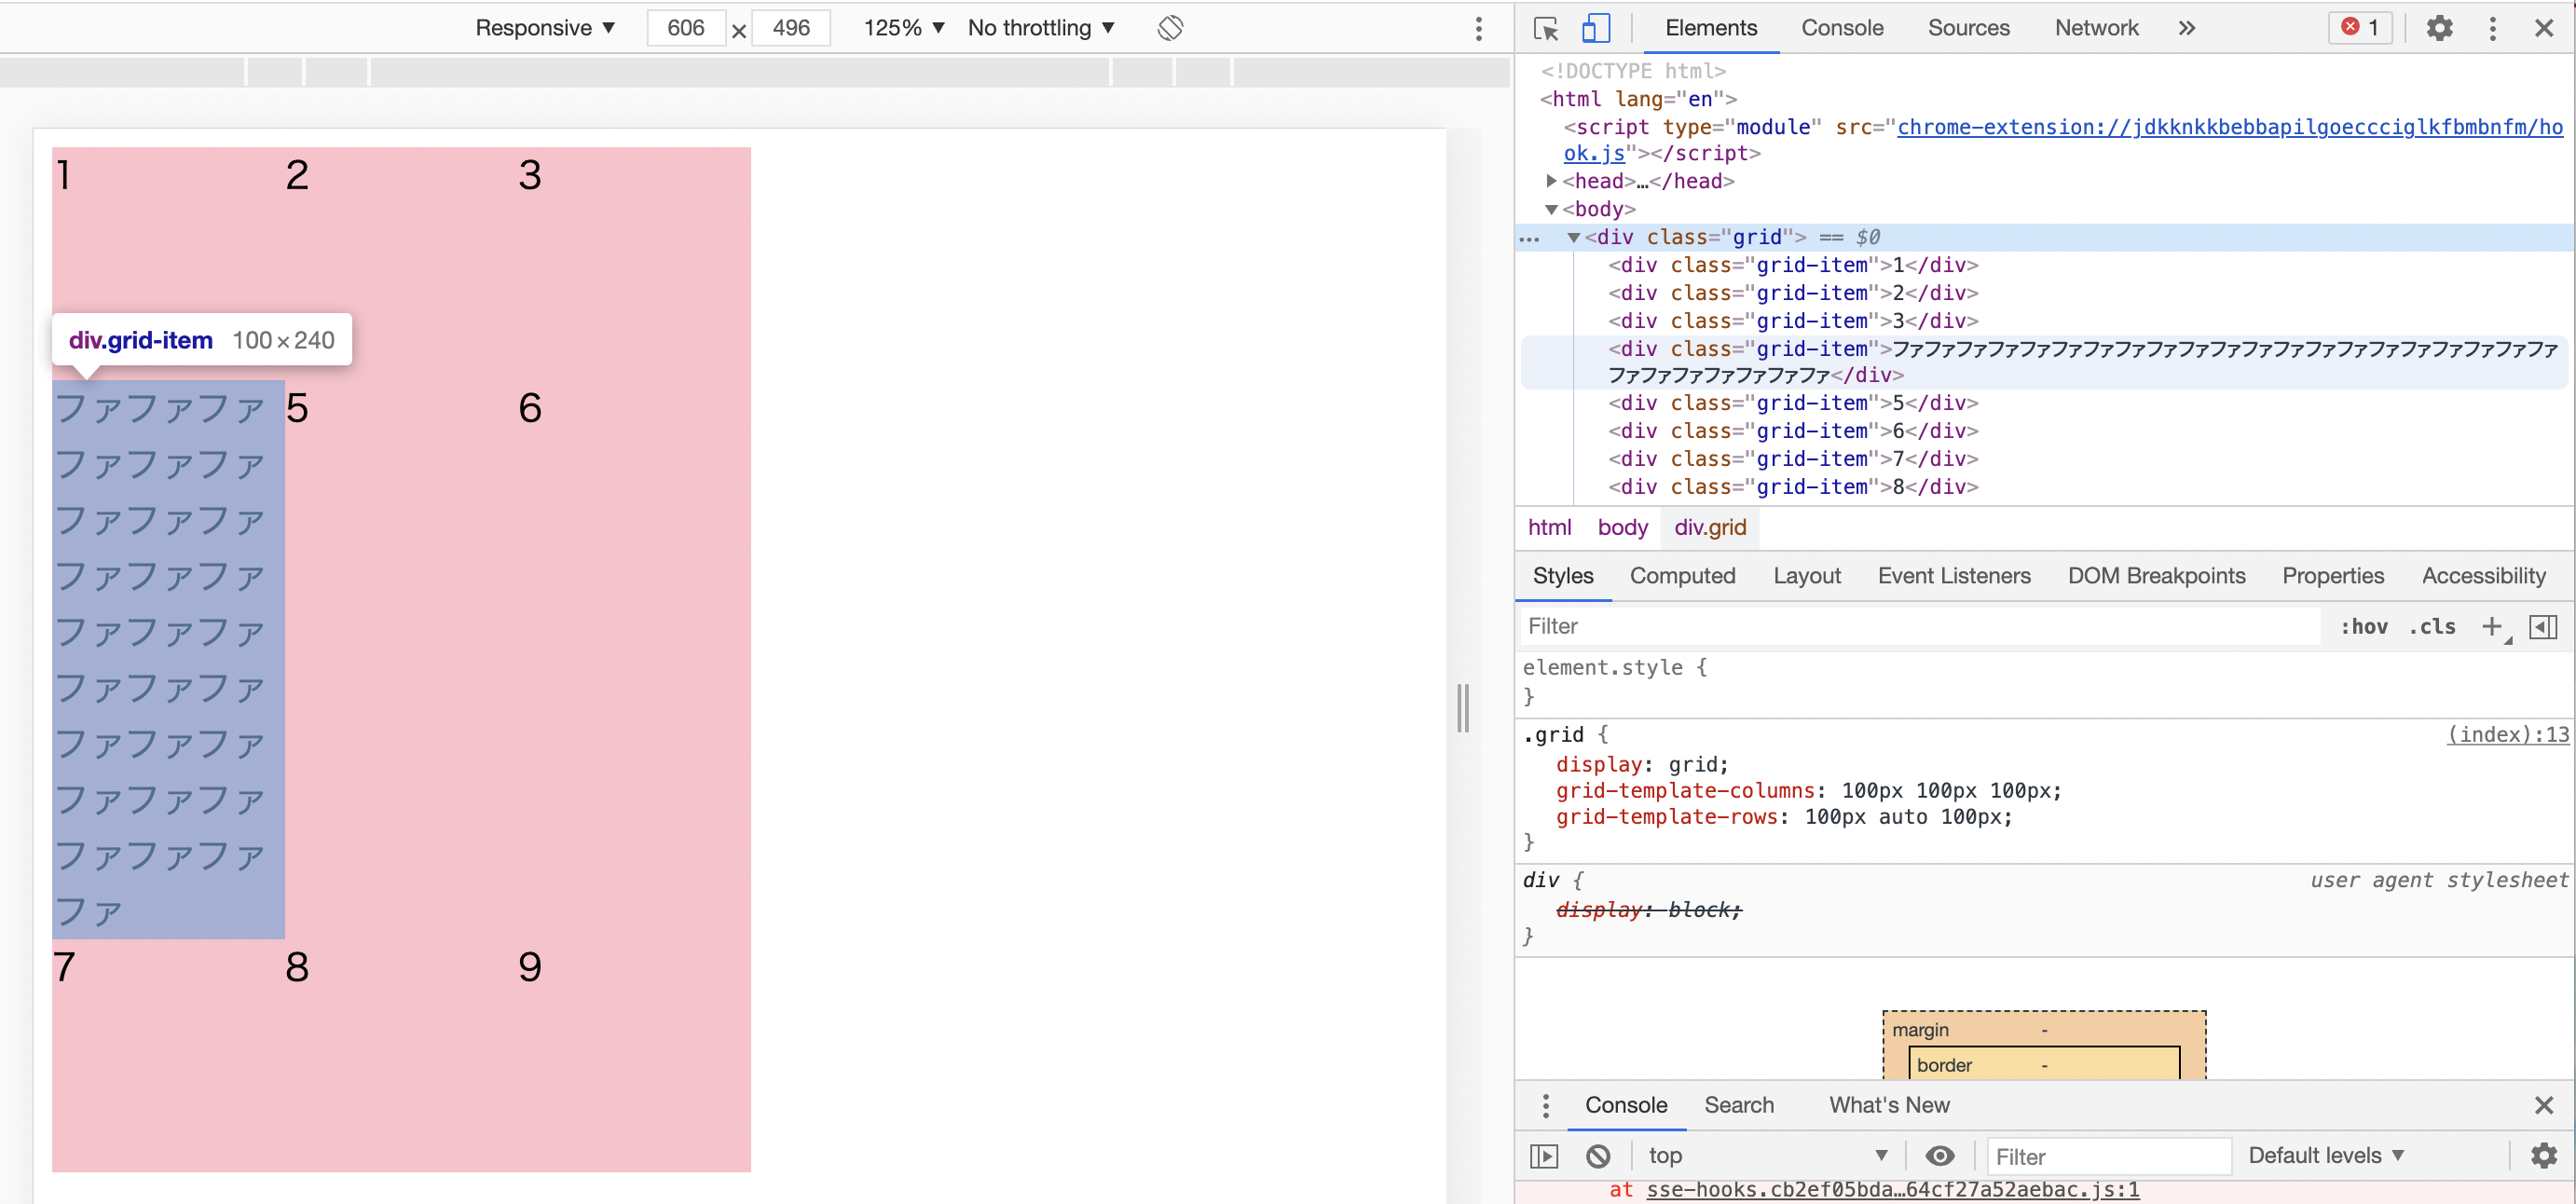 Responsive ▼ 606 × 496 125% ▼ No throttling ▼
1 2 3
div.grid-item 100 × 240
ファファファ 5 6
ファファファ
ファファファ
ファファファ
ファファファ
ファファファ
ファファファ
ファファファ
ファファファ
ファ
7 8 9
Elements Console Sources Network » 1
<!DOCTYPE html>
<html lang="en">
<script type="module" src="chrome-extension://jdkknkkbebbapilgoeccciglkfbmbnfm/ho
ok.js"></script>
▶<head>…</head>
▼<body>
… ▼<div class="grid"> == $0
<div class="grid-item">1</div>
<div class="grid-item">2</div>
<div class="grid-item">3</div>
<div class="grid-item">ファファファファファファファファファファファファファファファファファファファファファ
ファファファファファファファ</div>
<div class="grid-item">5</div>
<div class="grid-item">6</div>
<div class="grid-item">7</div>
<div class="grid-item">8</div>
html body div.grid
Styles Computed Layout Event Listeners DOM Breakpoints Properties Accessibility
Filter :hov .cls +
element.style {
}
.grid { (index):13
display: grid;
grid-template-columns: 100px 100px 100px;
grid-template-rows: 100px auto 100px;
}
div { user agent stylesheet
display: block;
}
margin -
border -
Console Search What's New
top ▼ Filter Default levels ▼
at sse-hooks.cb2ef05bda…64cf27a52aebac.js:1